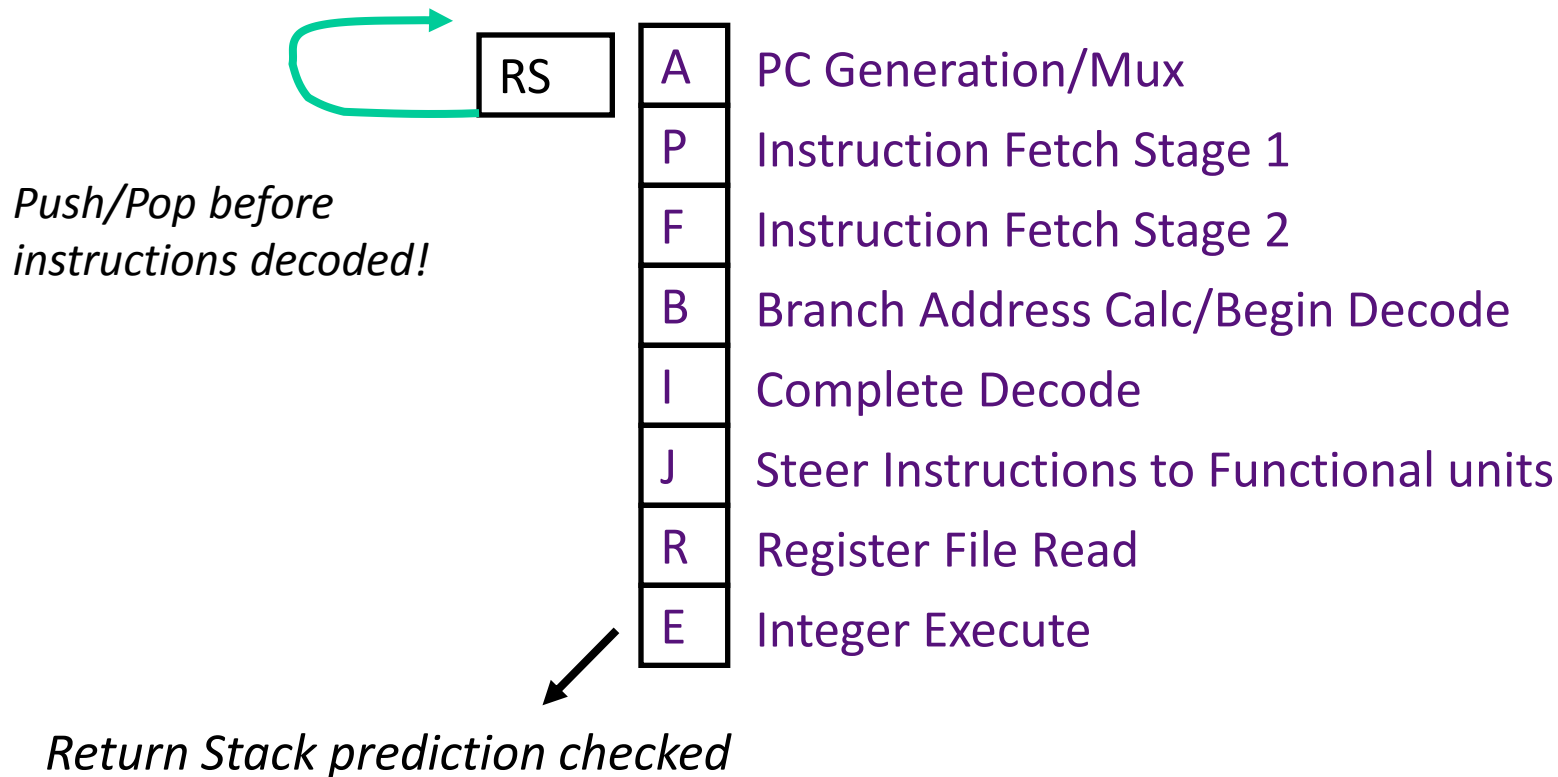 RS
A PC Generation/Mux
P Instruction Fetch Stage 1
F Instruction Fetch Stage 2
Push/Pop before
instructions decoded!
B Branch Address Calc/Begin Decode
I Complete Decode
J Steer Instructions to Functional units
R Register File Read
E Integer Execute
Return Stack prediction checked